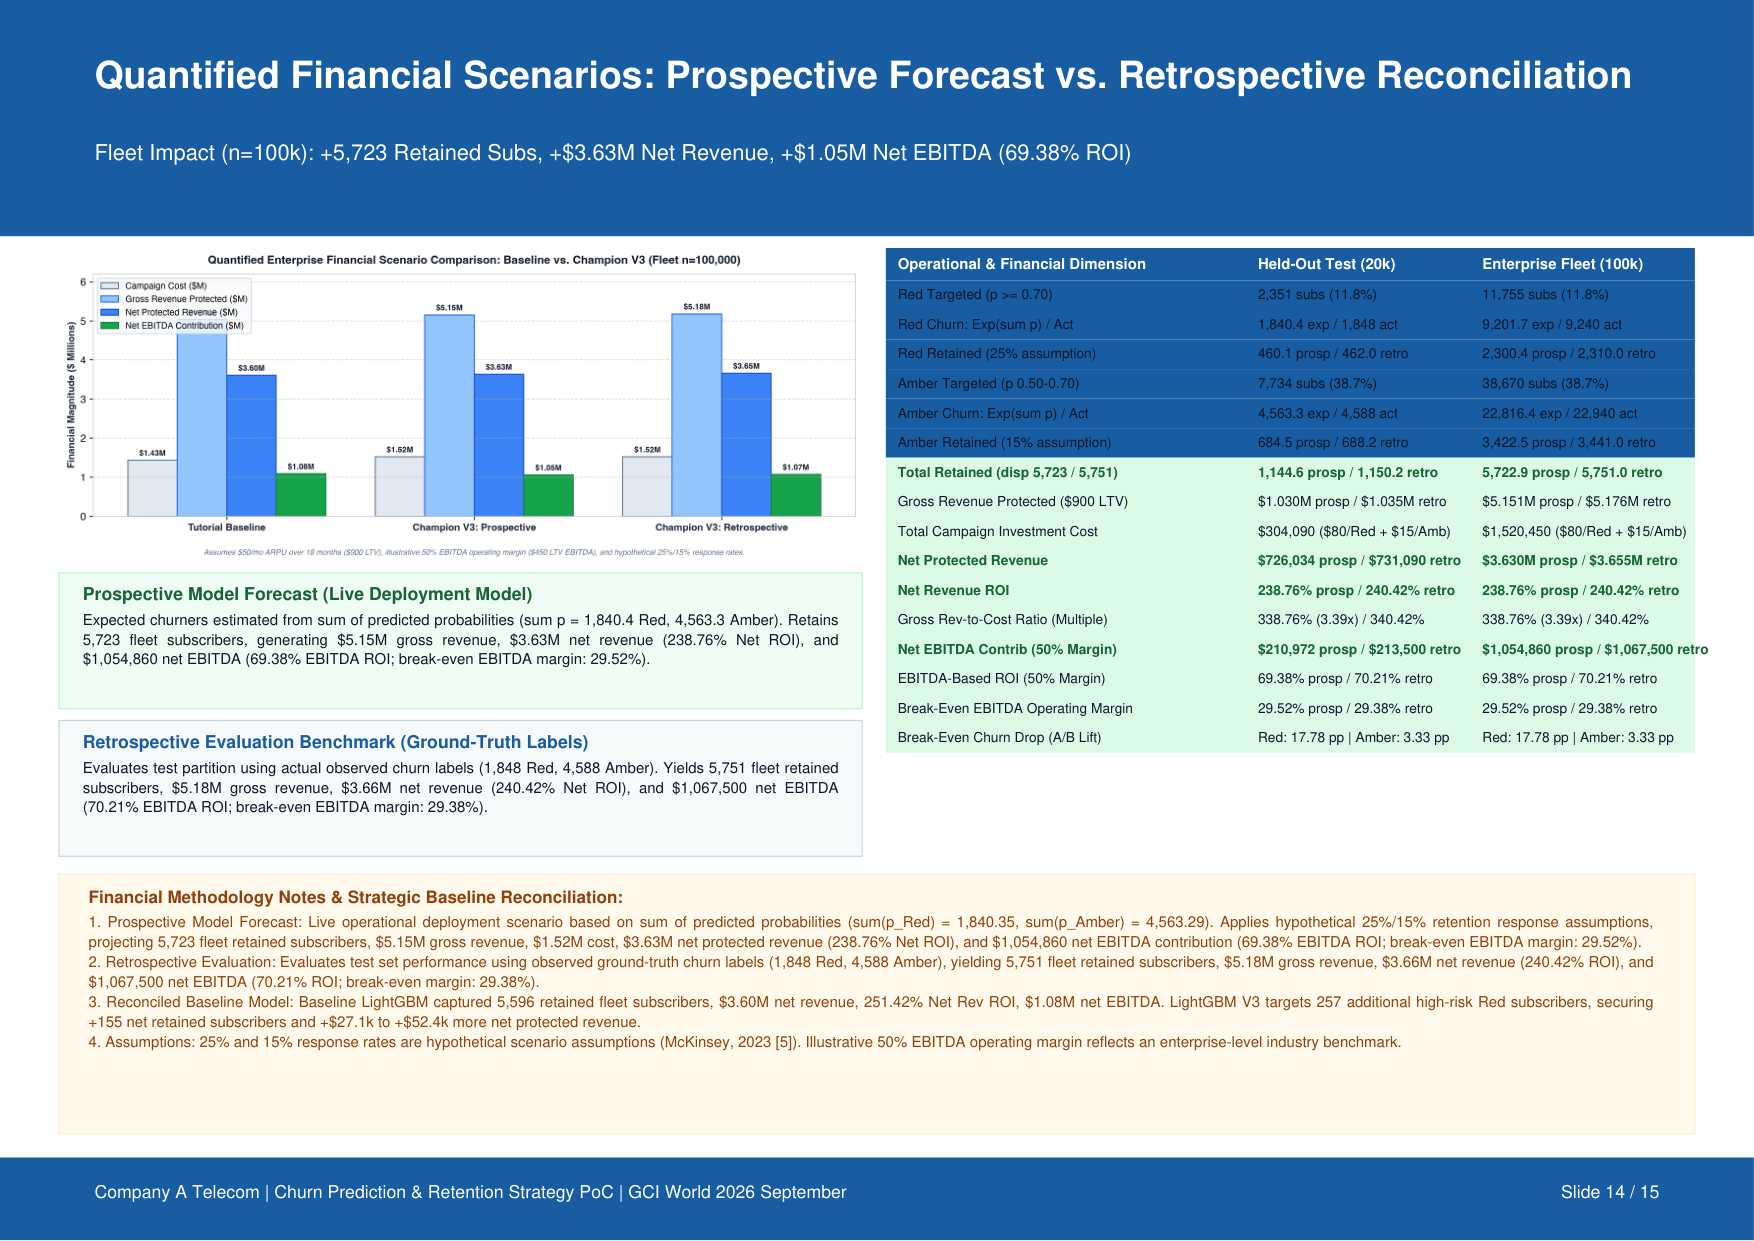 Quantified Financial Scenarios: Prospective Forecast vs. Retrospective Reconciliation
Fleet Impact (n=100k): +5,723 Retained Subs, +$3.63M Net Revenue, +$1.05M Net EBITDA (69.38% ROI)
Quantified Enterprise Financial Scenario Comparison: Baseline vs. Champion V3 (Fleet n=100,000)
Financial Magnitude ($ Millions)
6
5
4
3
2
1
0
Campaign Cost ($M)
Gross Revenue Protected ($M)
Net Protected Revenue ($M)
Net EBITDA Contribution ($M)
$1.43M
$3.60M
$1.08M
$1.52M
$5.15M
$3.63M
$1.05M
$1.52M
$5.18M
$3.65M
$1.07M
Tutorial Baseline
Champion V3: Prospective
Champion V3: Retrospective
Assumes $50/mo ARPU over 18 months ($900 LTV), illustrative 50% EBITDA operating margin ($450 LTV EBITDA), and hypothetical 25%/15% response rates.
Prospective Model Forecast (Live Deployment Model)
Expected churners estimated from sum of predicted probabilities (sum p = 1,840.4 Red, 4,563.3 Amber). Retains
5,723 fleet subscribers, generating $5.15M gross revenue, $3.63M net revenue (238.76% Net ROI), and
$1,054,860 net EBITDA (69.38% EBITDA ROI; break-even EBITDA margin: 29.52%).
Retrospective Evaluation Benchmark (Ground-Truth Labels)
Evaluates test partition using actual observed churn labels (1,848 Red, 4,588 Amber). Yields 5,751 fleet retained
subscribers, $5.18M gross revenue, $3.66M net revenue (240.42% Net ROI), and $1,067,500 net EBITDA
(70.21% EBITDA ROI; break-even EBITDA margin: 29.38%).
Operational & Financial Dimension Held-Out Test (20k) Enterprise Fleet (100k)
Red Targeted (p >= 0.70) 2,351 subs (11.8%) 11,755 subs (11.8%)
Red Churn: Exp(sum p) / Act 1,840.4 exp / 1,848 act 9,201.7 exp / 9,240 act
Red Retained (25% assumption) 460.1 prosp / 462.0 retro 2,300.4 prosp / 2,310.0 retro
Amber Targeted (p 0.50-0.70) 7,734 subs (38.7%) 38,670 subs (38.7%)
Amber Churn: Exp(sum p) / Act 4,563.3 exp / 4,588 act 22,816.4 exp / 22,940 act
Amber Retained (15% assumption) 684.5 prosp / 688.2 retro 3,422.5 prosp / 3,441.0 retro
Total Retained (disp 5,723 / 5,751) 1,144.6 prosp / 1,150.2 retro 5,722.9 prosp / 5,751.0 retro
Gross Revenue Protected ($900 LTV) $1.030M prosp / $1.035M retro $5.151M prosp / $5.176M retro
Total Campaign Investment Cost $304,090 ($80/Red + $15/Amb) $1,520,450 ($80/Red + $15/Amb)
Net Protected Revenue $726,034 prosp / $731,090 retro $3.630M prosp / $3.655M retro
Net Revenue ROI 238.76% prosp / 240.42% retro 238.76% prosp / 240.42% retro
Gross Rev-to-Cost Ratio (Multiple) 338.76% (3.39x) / 340.42% 338.76% (3.39x) / 340.42%
Net EBITDA Contrib (50% Margin) $210,972 prosp / $213,500 retro $1,054,860 prosp / $1,067,500 retro
EBITDA-Based ROI (50% Margin) 69.38% prosp / 70.21% retro 69.38% prosp / 70.21% retro
Break-Even EBITDA Operating Margin 29.52% prosp / 29.38% retro 29.52% prosp / 29.38% retro
Break-Even Churn Drop (A/B Lift) Red: 17.78 pp | Amber: 3.33 pp Red: 17.78 pp | Amber: 3.33 pp
Financial Methodology Notes & Strategic Baseline Reconciliation:
1. Prospective Model Forecast: Live operational deployment scenario based on sum of predicted probabilities (sum(p_Red) = 1,840.35, sum(p_Amber) = 4,563.29). Applies hypothetical 25%/15% retention response assumptions,
projecting 5,723 fleet retained subscribers, $5.15M gross revenue, $1.52M cost, $3.63M net protected revenue (238.76% Net ROI), and $1,054,860 net EBITDA contribution (69.38% EBITDA ROI; break-even EBITDA margin: 29.52%).
2. Retrospective Evaluation: Evaluates test set performance using observed ground-truth churn labels (1,848 Red, 4,588 Amber), yielding 5,751 fleet retained subscribers, $5.18M gross revenue, $3.66M net revenue (240.42% ROI), and
$1,067,500 net EBITDA (70.21% ROI; break-even margin: 29.38%).
3. Reconciled Baseline Model: Baseline LightGBM captured 5,596 retained fleet subscribers, $3.60M net revenue, 251.42% Net Rev ROI, $1.08M net EBITDA. LightGBM V3 targets 257 additional high-risk Red subscribers, securing
+155 net retained subscribers and +$27.1k to +$52.4k more net protected revenue.
4. Assumptions: 25% and 15% response rates are hypothetical scenario assumptions (McKinsey, 2023 [5]). Illustrative 50% EBITDA operating margin reflects an enterprise-level industry benchmark.
Company A Telecom | Churn Prediction & Retention Strategy PoC | GCI World 2026 September
Slide 14 / 15